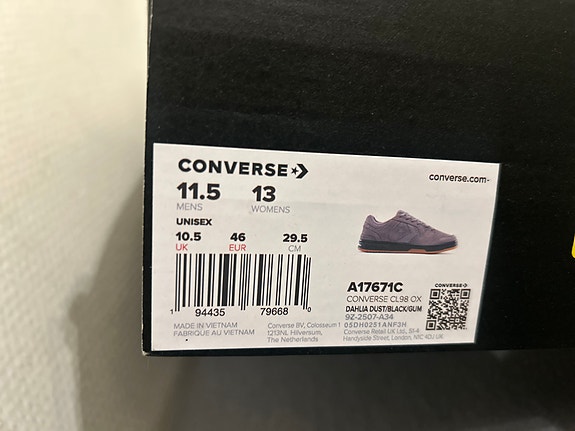 CONVERSE
converse.com
11.5 13
MENS WOMENS
UNISEX
10.5 46 29.5
UK EUR CM
1 94435 79668 0
A17671C
CONVERSE CL98 OX
DAHLIA DUST/BLACK/GUM
9Z-2507-A34
05DH0251ANF3N
CONVERSE
MADE IN VIETNAM
FABRIQUE AU VIETNAM
Converse BV, Colosseum 1
1213NL Hilversum,
The Netherlands
Converse Retail UK Ltd., S1-4
Handyside Street, London, N1C 4DJ UK